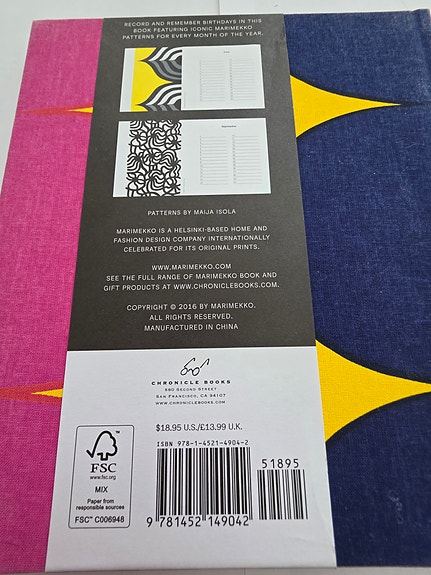 RECORD AND REMEMBER BIRTHDAYS IN THIS
BOOK FEATURING ICONIC MARIMEKKO
PATTERNS FOR EVERY MONTH OF THE YEAR.
PATTERNS BY MAIJA ISOLA
MARIMEKKO IS A HELSINKI-BASED HOME AND
FASHION DESIGN COMPANY INTERNATIONALLY
CELEBRATED FOR ITS ORIGINAL PRINTS.
WWW.MARIMEKKO.COM
SEE THE FULL RANGE OF MARIMEKKO BOOK AND
GIFT PRODUCTS AT WWW.CHRONICLEBOOKS.COM.
COPYRIGHT © 2016 BY MARIMEKKO.
ALL RIGHTS RESERVED.
MANUFACTURED IN CHINA
CHRONICLE BOOKS
680 SECOND STREET
SAN FRANCISCO, CA 94107
WWW.CHRONICLEBOOKS.COM
$18.95 U.S./£13.99 U.K.
ISBN 978-1-4521-4904-2
51895
9 781452 149042
FSC
www.fsc.org
MIX
Paper from
responsible sources
FSC™ C006948